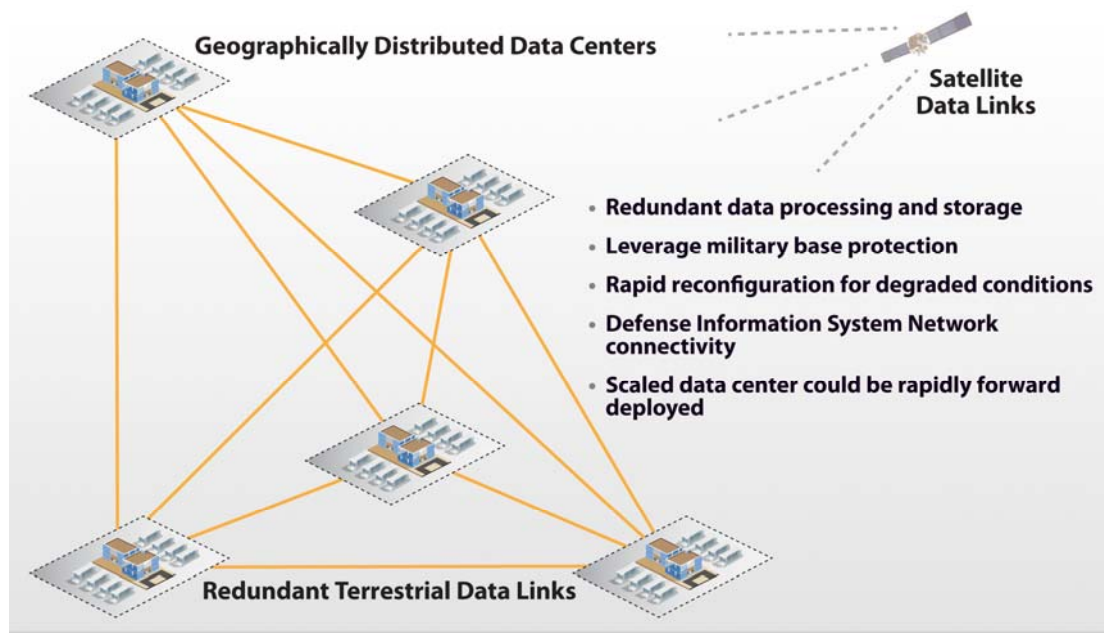 Geographically Distributed Data Centers
Satellite
Data Links
• Redundant data processing and storage
• Leverage military base protection
• Rapid reconfiguration for degraded conditions
• Defense Information System Network
connectivity
• Scaled data center could be rapidly forward
deployed
Redundant Terrestrial Data Links